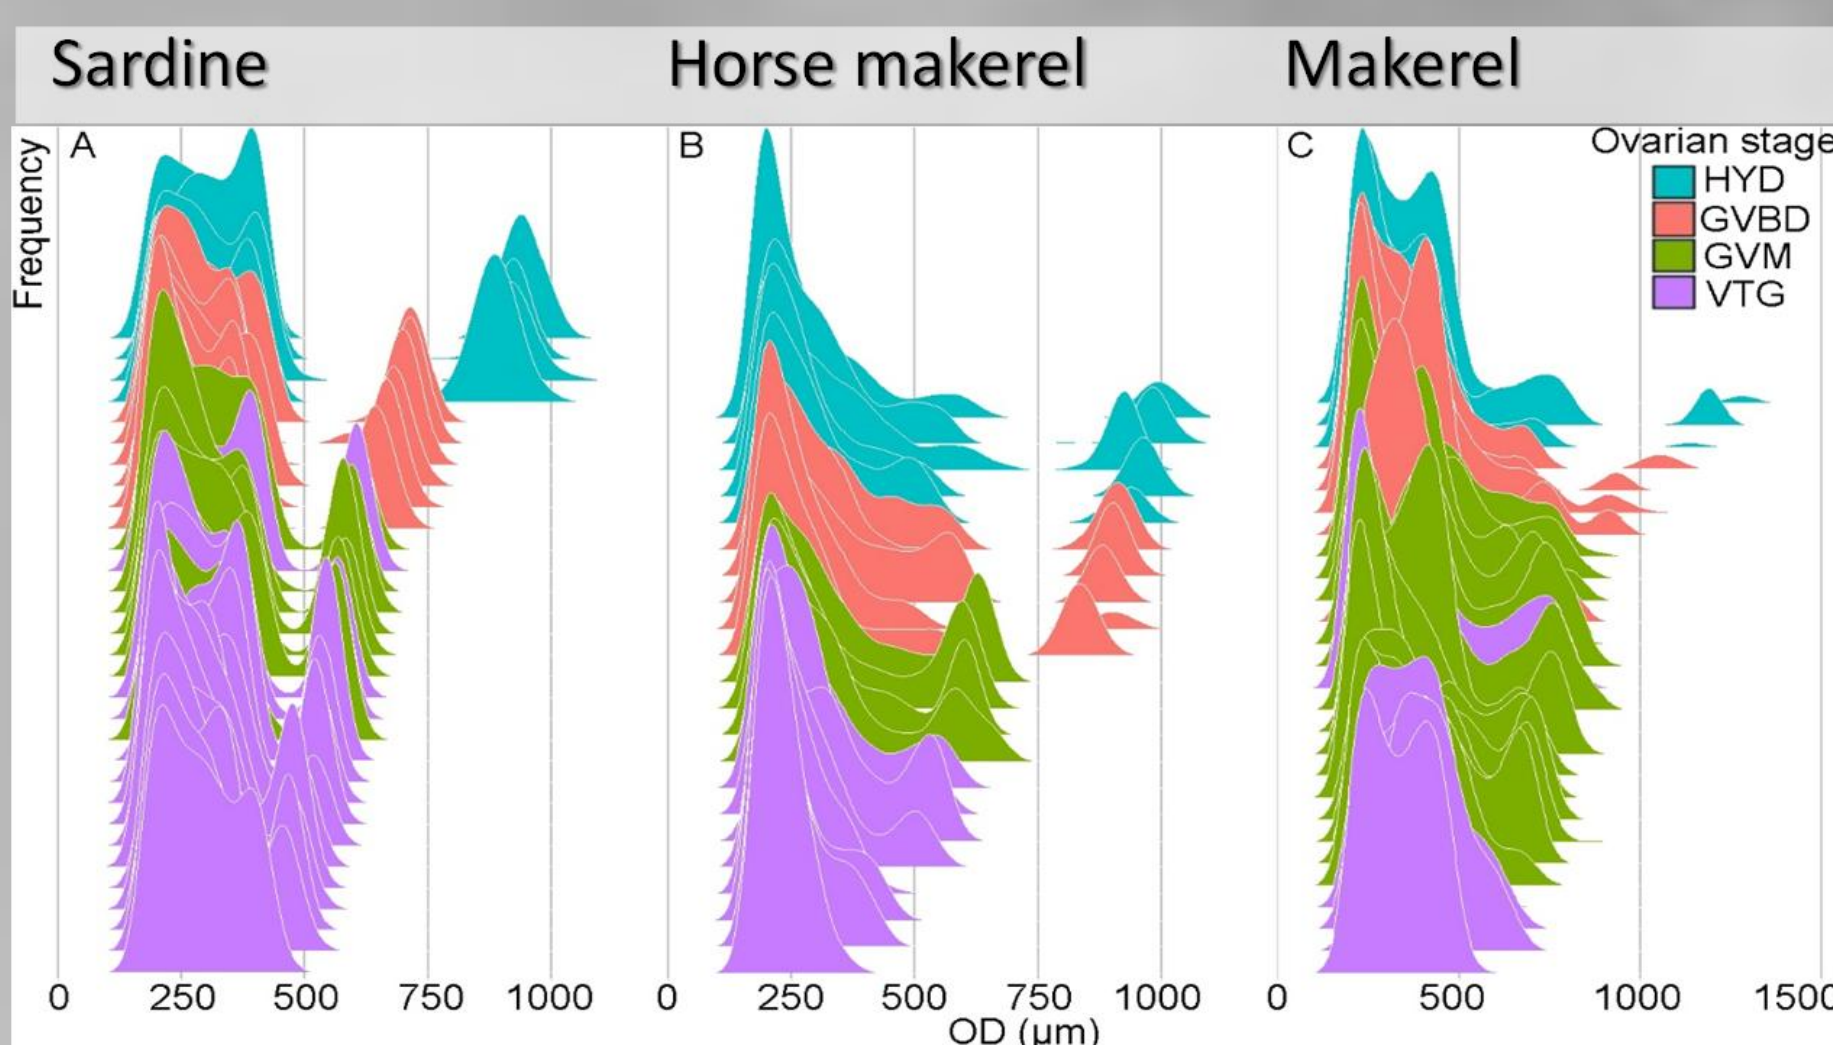 Sardine
Horse makerel
Makerel
Frequency
A
B
C
Ovarian stage
HYD
GVBD
GVM
VTG
0 250 500 750 1000
0 250 500 750 1000
0 500 1000 1500
OD (µm)